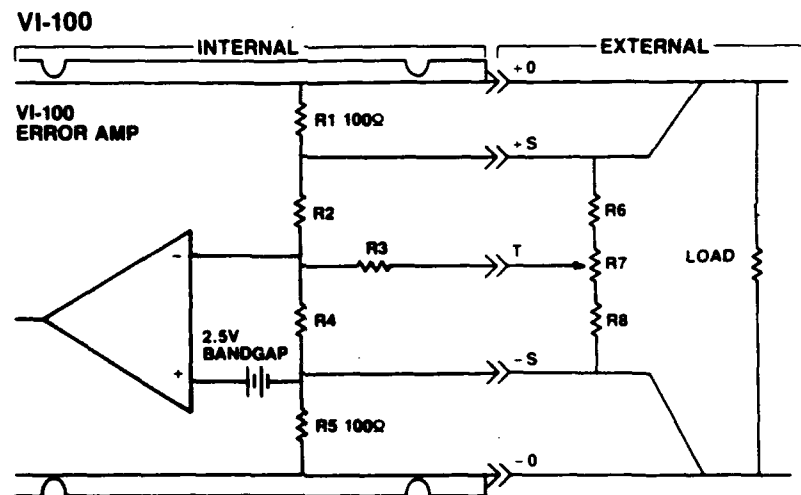 VI-100
INTERNAL
EXTERNAL
+0
VI-100
ERROR AMP
R1 100Ω
+S
R2
R6
R3
T
−
R7
LOAD
R4
R8
2.5V
BANDGAP
+
−S
R5 100Ω
−0